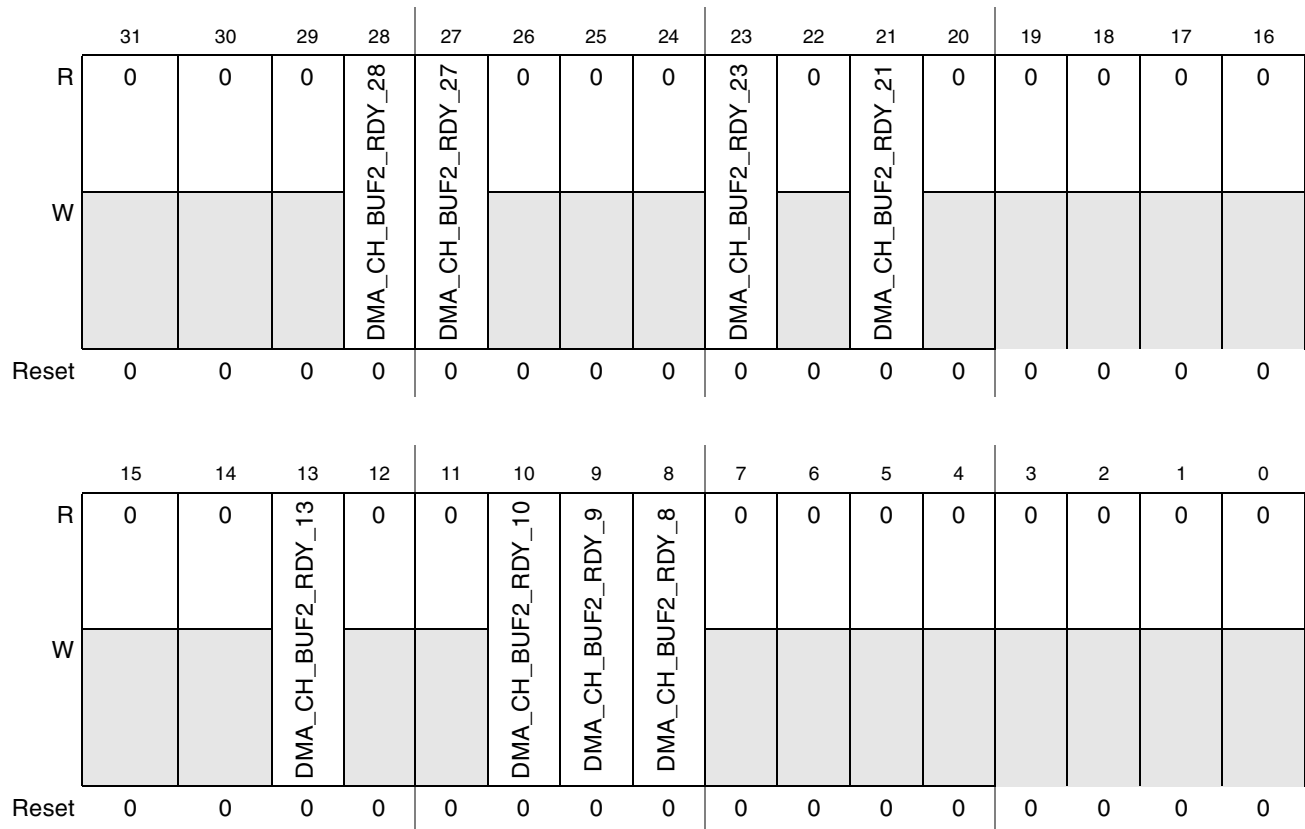 31 30 29 28 27 26 25 24 23 22 21 20 19 18 17 16
R 0 0 0 DMA_CH_BUF2_RDY_28 DMA_CH_BUF2_RDY_27 0 0 0 DMA_CH_BUF2_RDY_23 0 DMA_CH_BUF2_RDY_21 0 0 0 0 0
W
Reset 0 0 0 0 0 0 0 0 0 0 0 0 0 0 0 0
15 14 13 12 11 10 9 8 7 6 5 4 3 2 1 0
R 0 0 DMA_CH_BUF2_RDY_13 0 0 DMA_CH_BUF2_RDY_10 DMA_CH_BUF2_RDY_9 DMA_CH_BUF2_RDY_8 0 0 0 0 0 0 0 0
W
Reset 0 0 0 0 0 0 0 0 0 0 0 0 0 0 0 0